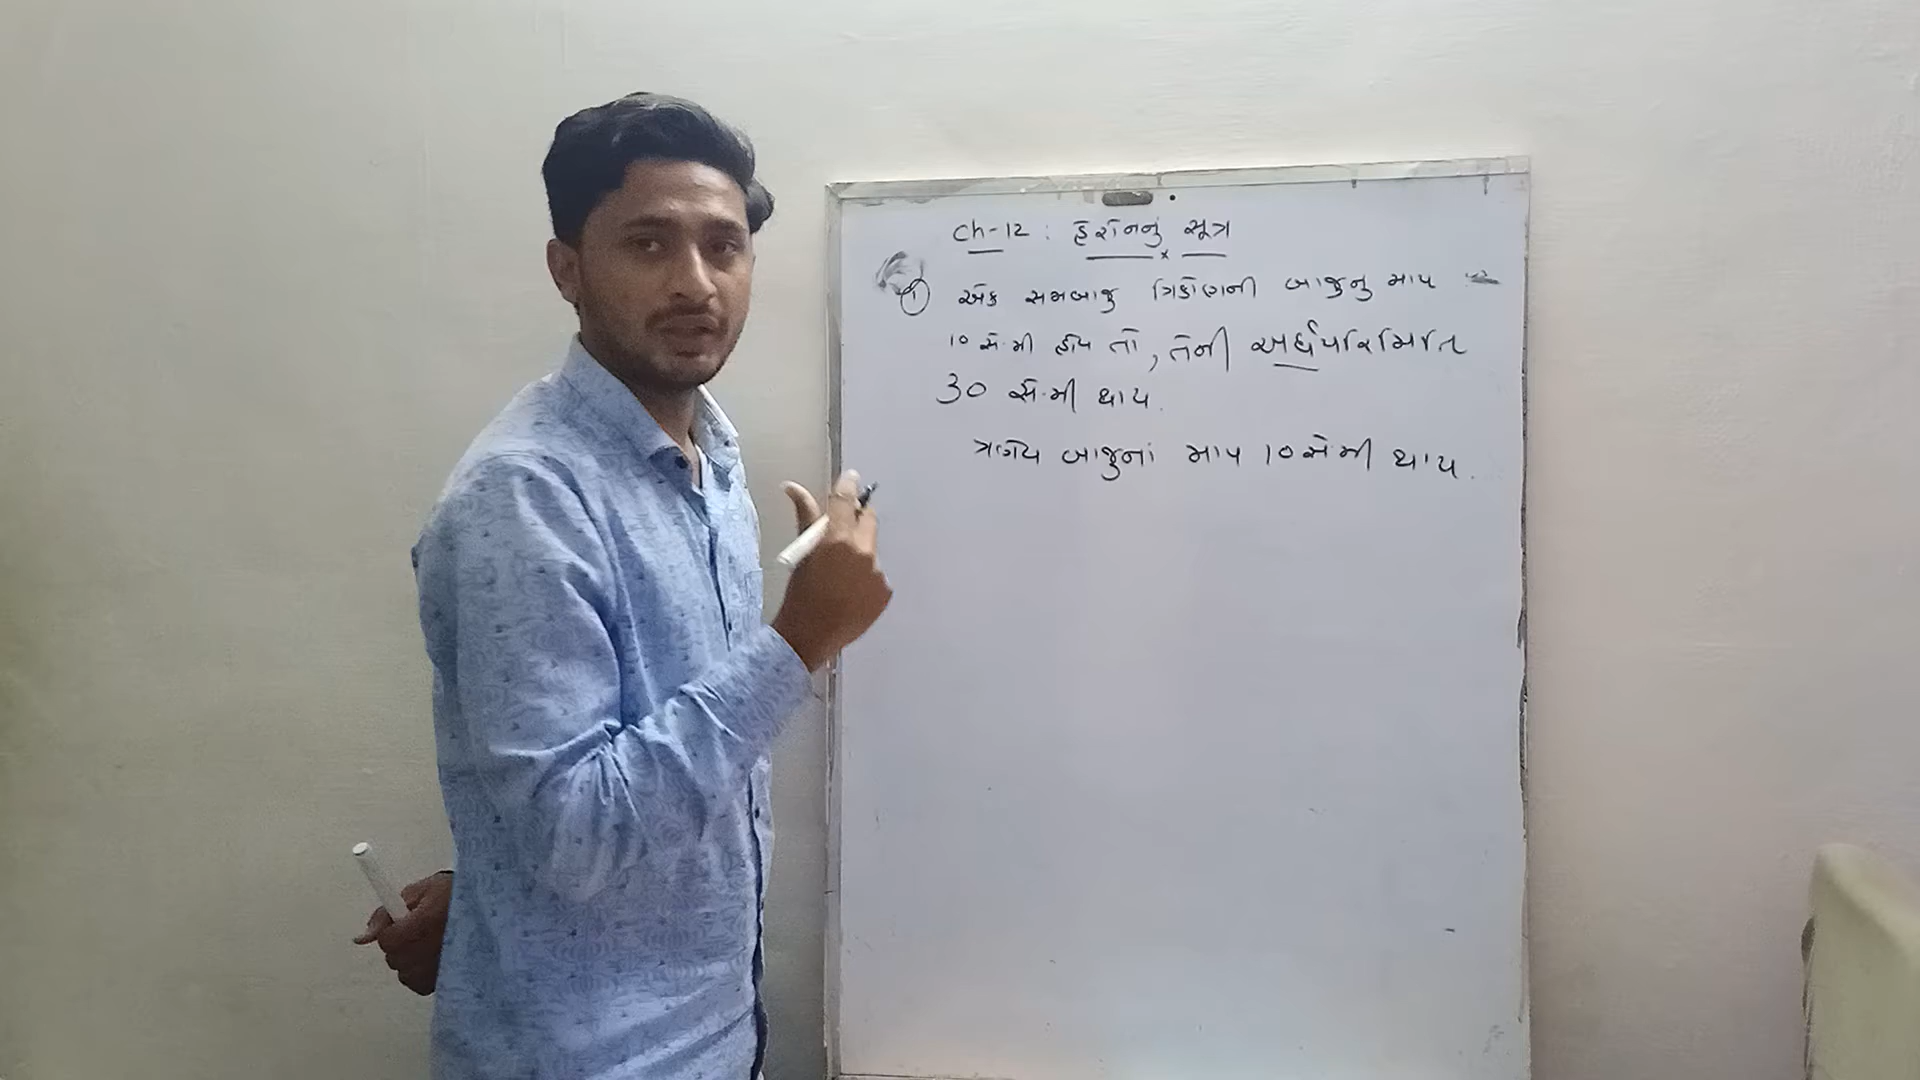 ch-12 : હેરોનનું સૂત્ર
① એક સમબાજુ ત્રિકોણની બાજુનુ માપ
10 સે.મી હોય તો, તેની અર્ધપરિમિતિ
30 સે.મી થાય.
ત્રણેય બાજુનાં માપ 10 સે.મી થાય.